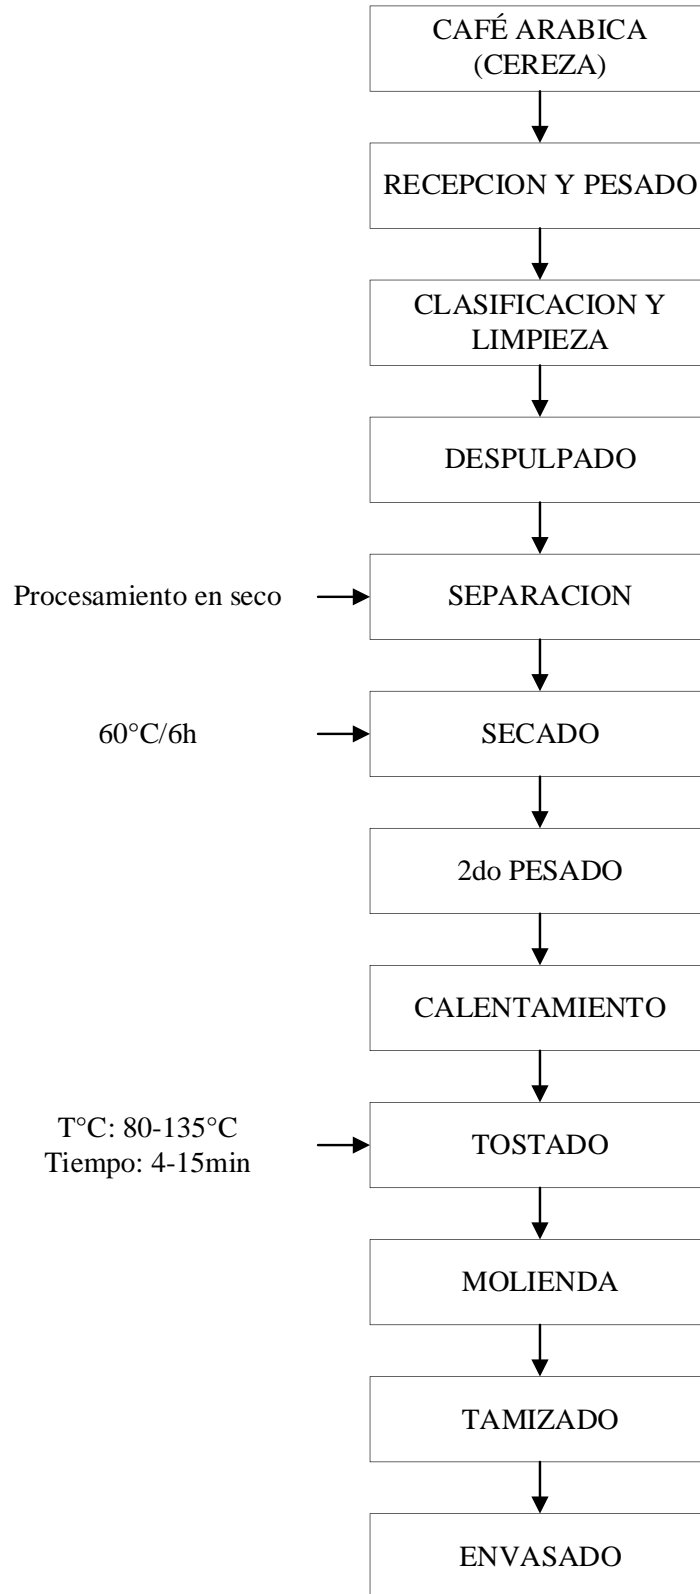 CAFÉ ARABICA
(CEREZA)
RECEPCION Y PESADO
CLASIFICACION Y
LIMPIEZA
DESPULPADO
Procesamiento en seco
SEPARACION
60°C/6h
SECADO
2do PESADO
CALENTAMIENTO
T°C: 80-135°C
Tiempo: 4-15min
TOSTADO
MOLIENDA
TAMIZADO
ENVASADO